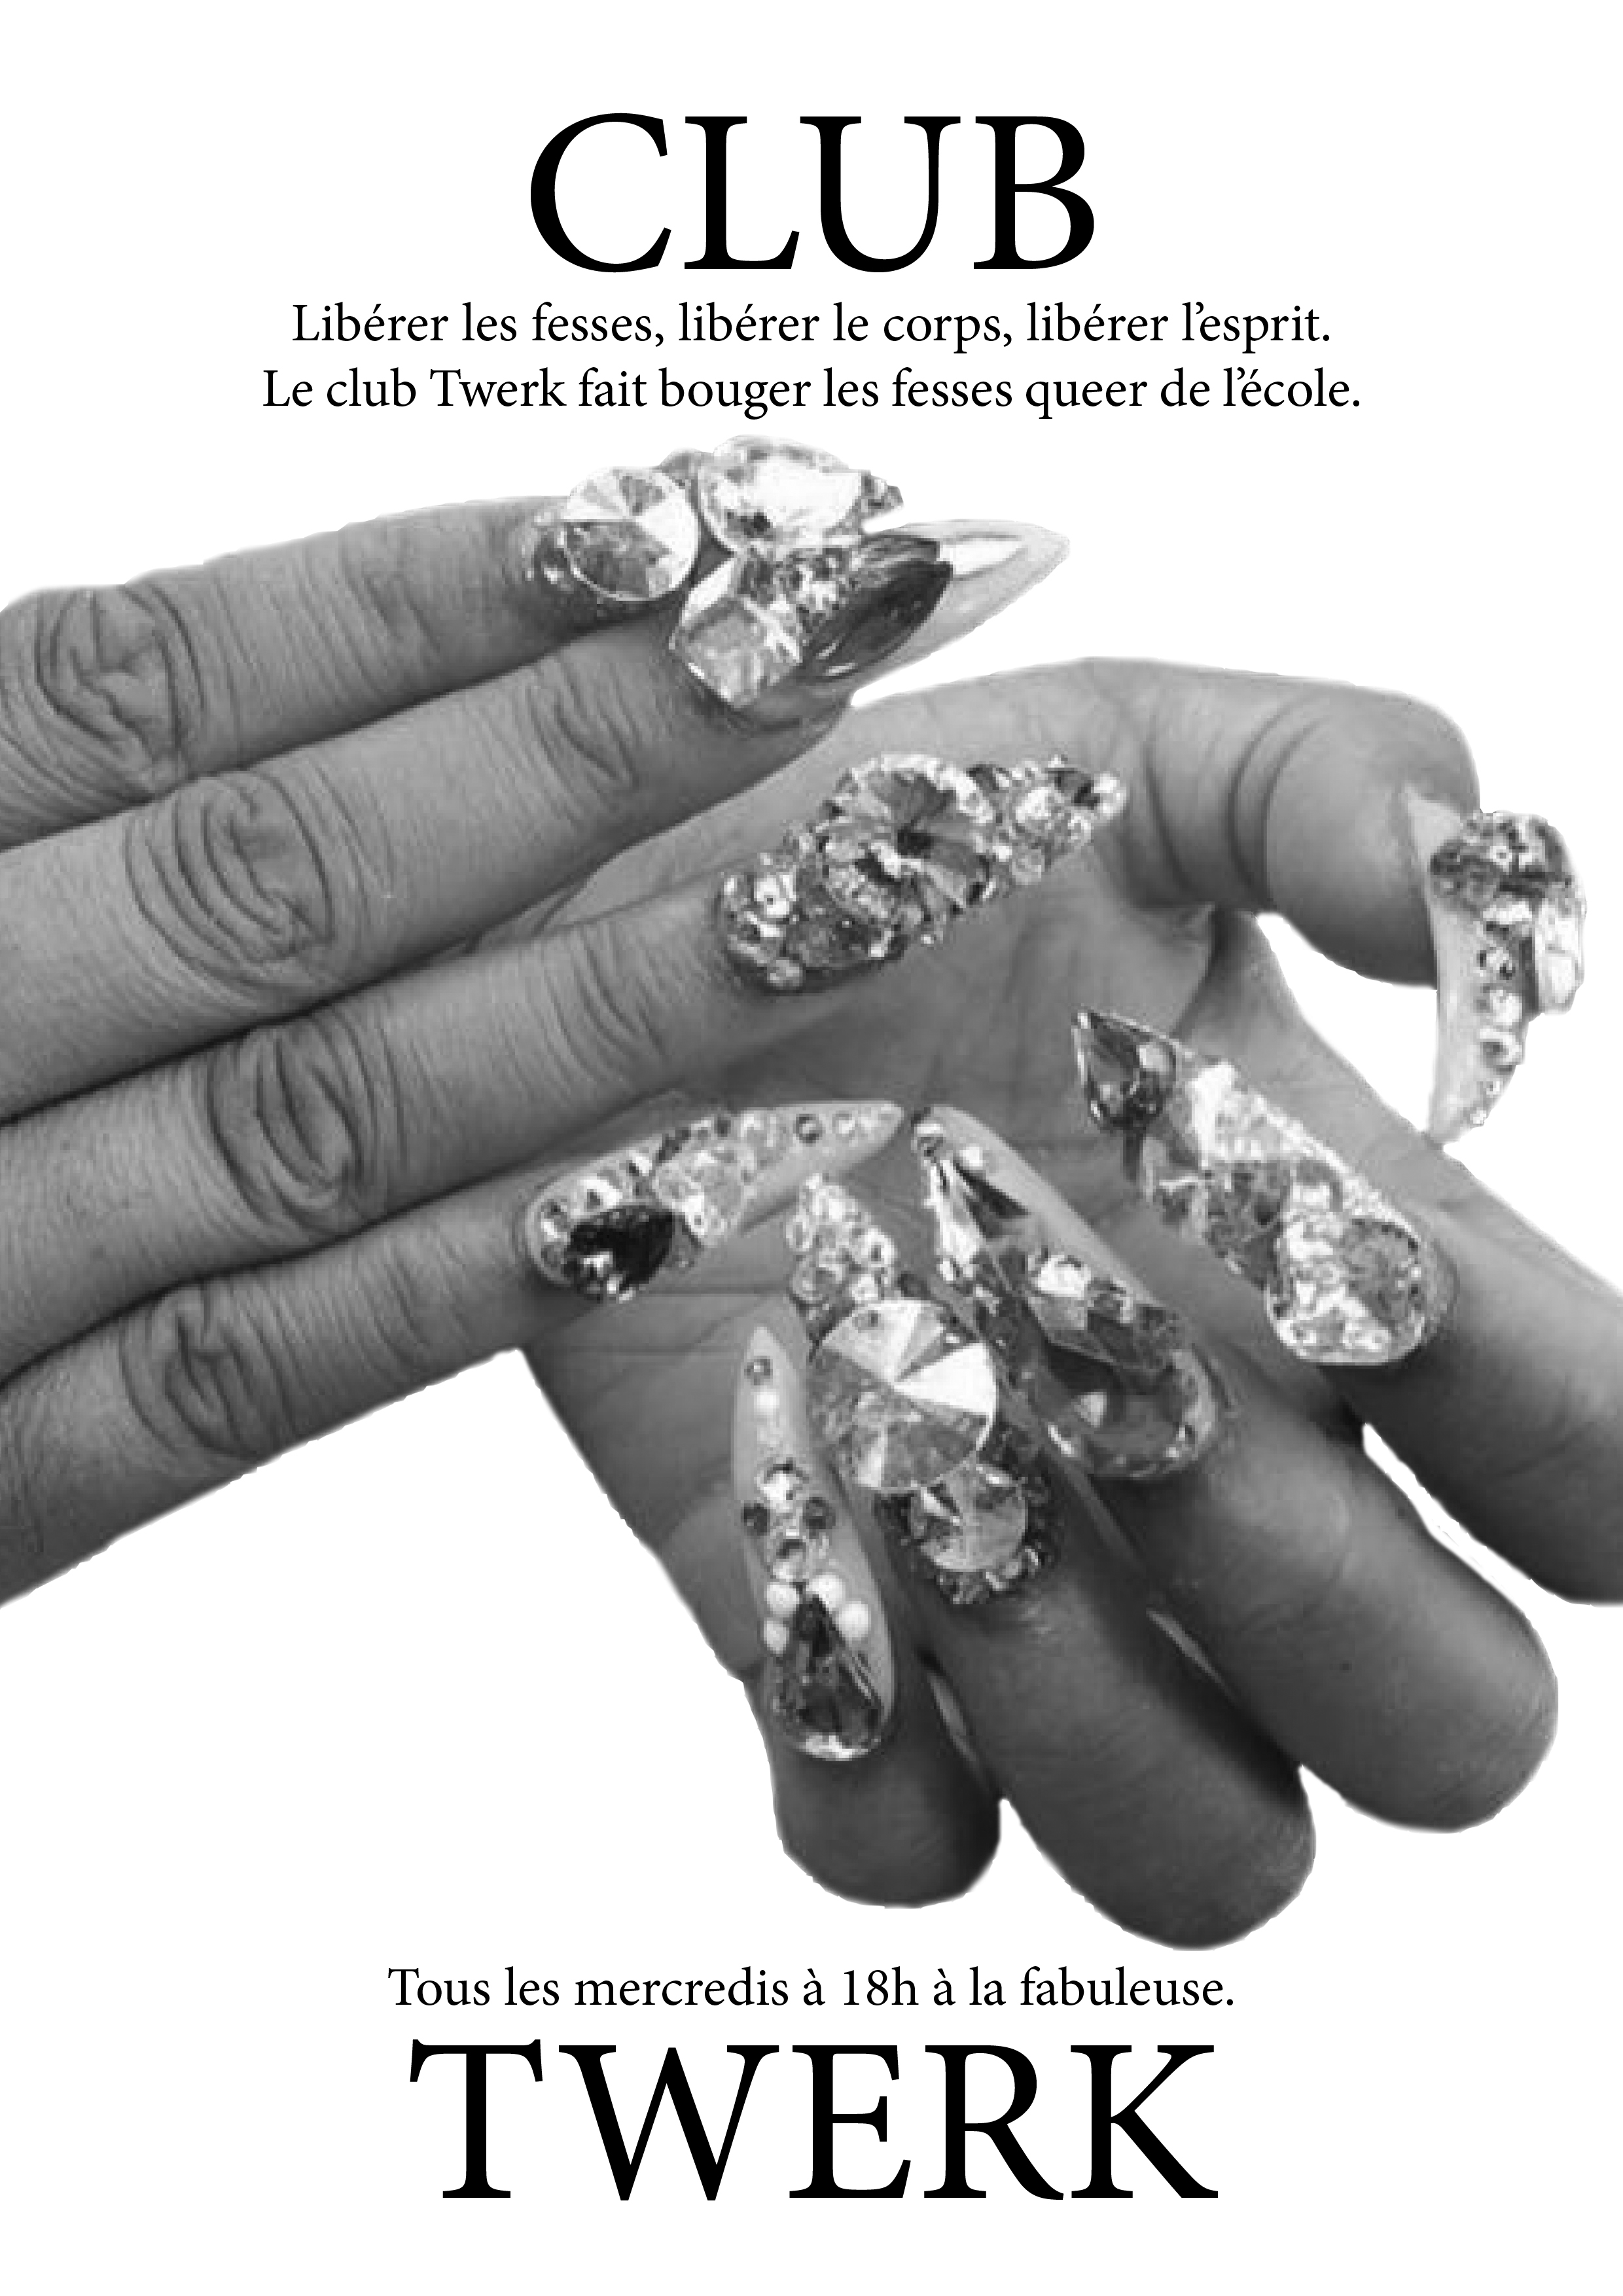 CLUB
Libérer les fesses, libérer le corps, libérer l’esprit.
Le club Twerk fait bouger les fesses queer de l’école.
Tous les mercredis à 18h à la fabuleuse.
TWERK